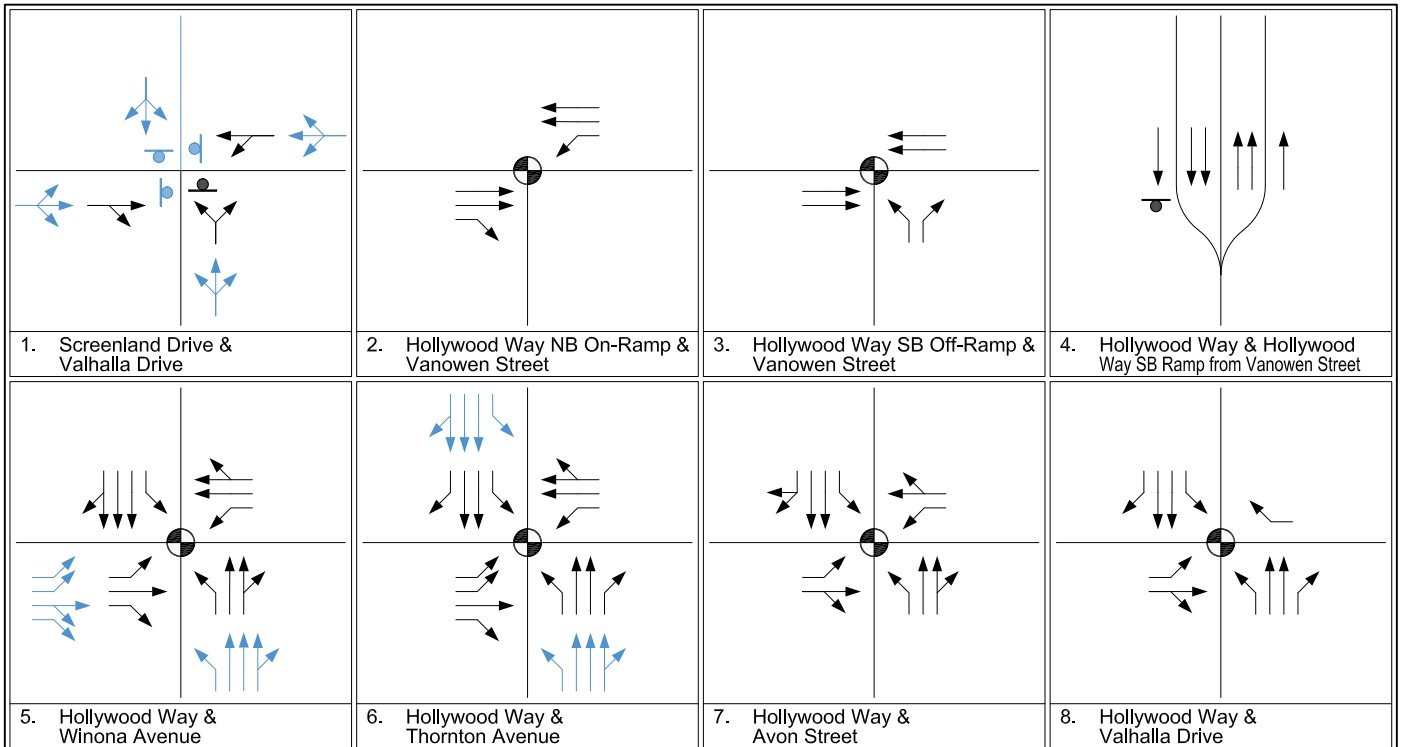 1. Screenland Drive &
Valhalla Drive
2. Hollywood Way NB On-Ramp &
Vanowen Street
3. Hollywood Way SB Off-Ramp &
Vanowen Street
4. Hollywood Way & Hollywood
Way SB Ramp from Vanowen Street
5. Hollywood Way &
Winona Avenue
6. Hollywood Way &
Thornton Avenue
7. Hollywood Way &
Avon Street
8. Hollywood Way &
Valhalla Drive